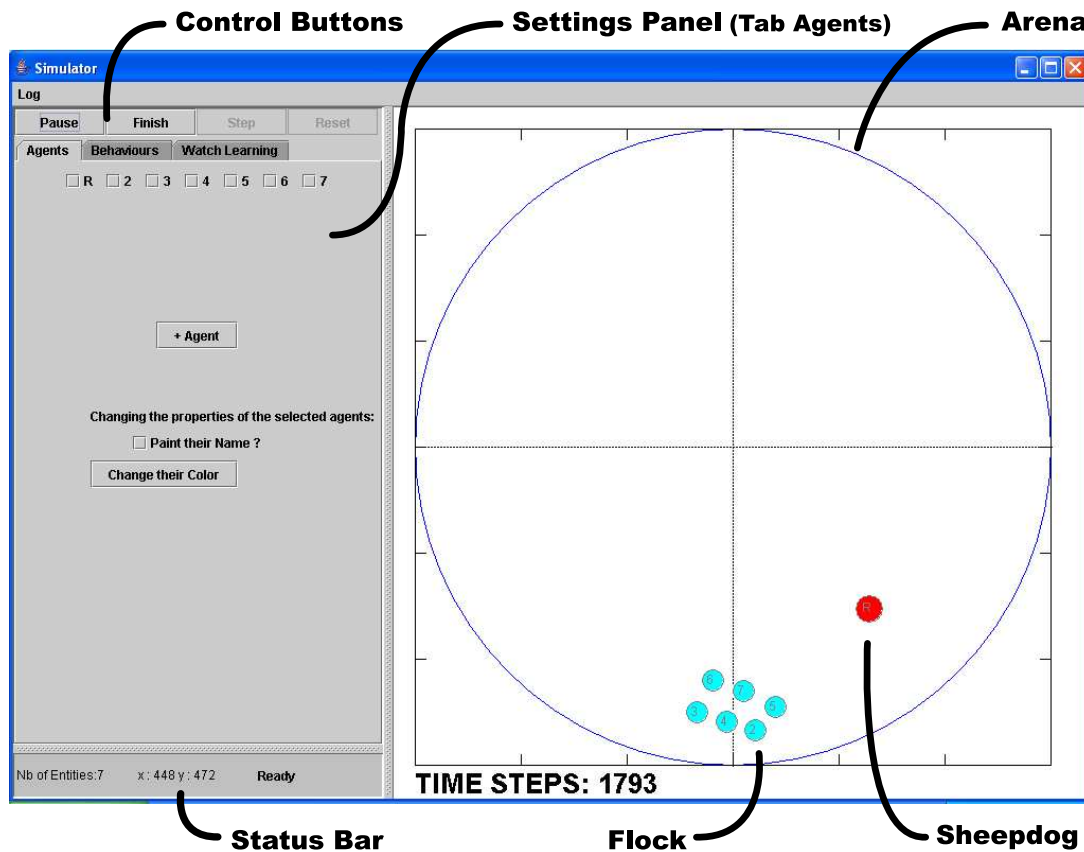 Control Buttons
Settings Panel (Tab Agents)
Arena
Simulator
Log
Pause Finish Step Reset
Agents Behaviours Watch Learning
R 2 3 4 5 6 7
+ Agent
Changing the properties of the selected agents:
Paint their Name ?
Change their Color
R
6 7
3 4 5
2
Nb of Entities:7 x : 448 y : 472 Ready
TIME STEPS: 1793
Status Bar
Flock
Sheepdog